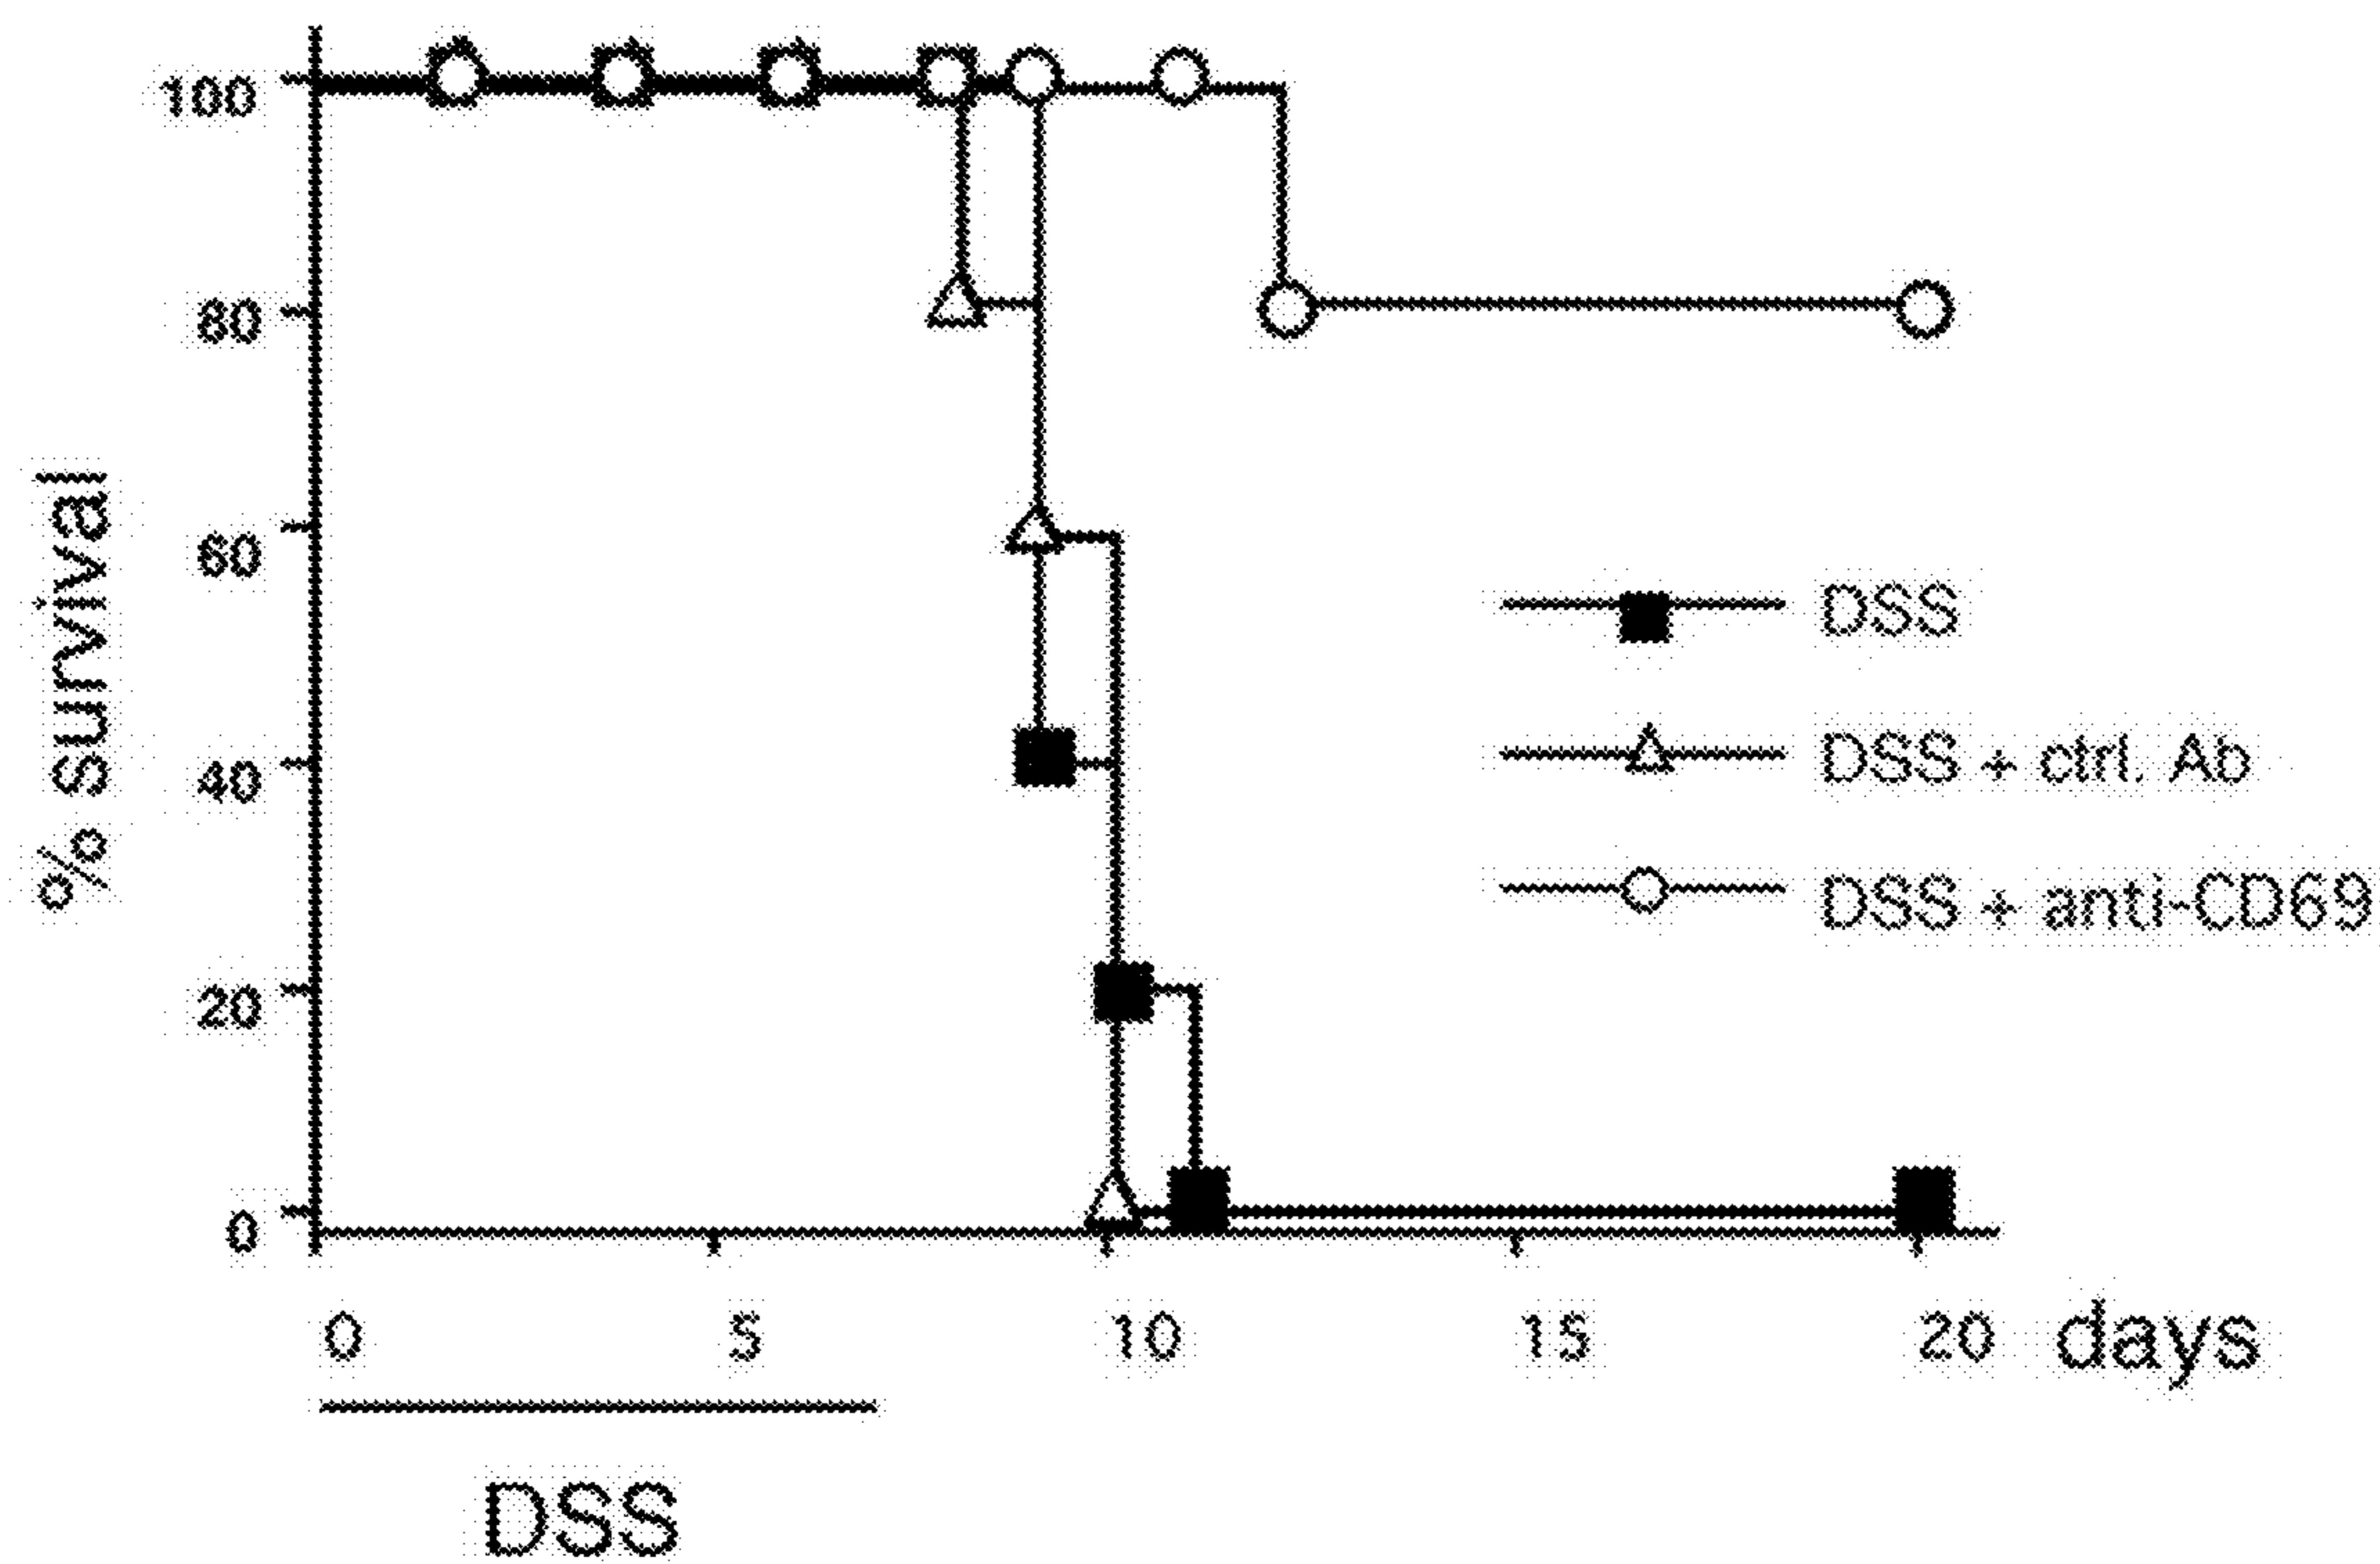 100
80
60
40
20
0
% survival
DSS
DSS + ctrl. Ab
DSS + anti-CD69
0 5 10 15 20 days
DSS